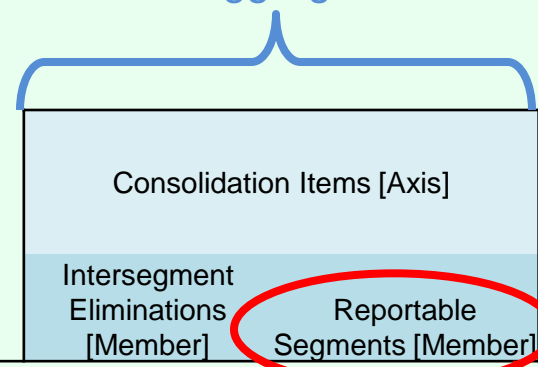 Consolidation Items [Axis]
Intersegment
Eliminations
[Member]
Reportable
Segments [Member]